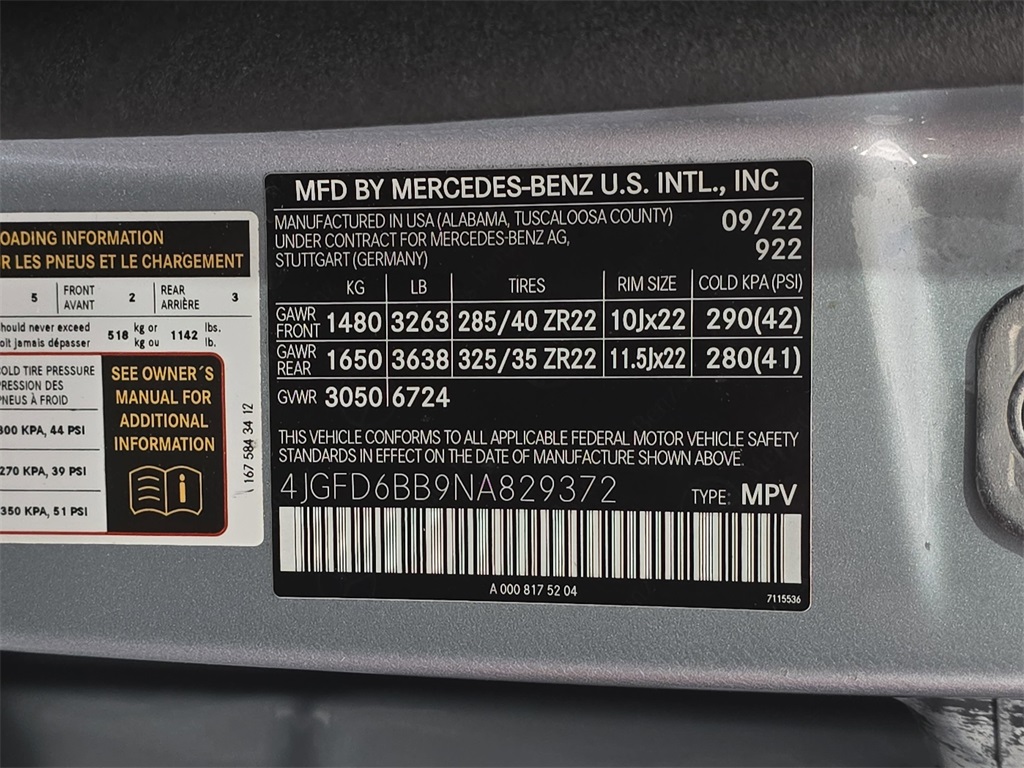 OADING INFORMATION
R LES PNEUS ET LE CHARGEMENT
5 FRONT AVANT 2 REAR ARRIÈRE 3
hould never exceed 518 kg or 1142 lbs.
oit jamais dépasser kg ou lb.
OLD TIRE PRESSURE
PRESSION DES
PNEUS À FROID
300 KPA, 44 PSI
270 KPA, 39 PSI
350 KPA, 51 PSI
SEE OWNER´S
MANUAL FOR
ADDITIONAL
INFORMATION
167 584 34 12
MFD BY MERCEDES-BENZ U.S. INTL., INC
MANUFACTURED IN USA (ALABAMA, TUSCALOOSA COUNTY) 09/22
UNDER CONTRACT FOR MERCEDES-BENZ AG, 922
STUTTGART (GERMANY)
KG LB TIRES RIM SIZE COLD KPA (PSI)
GAWR FRONT 1480 3263 285/40 ZR22 10Jx22 290(42)
GAWR REAR 1650 3638 325/35 ZR22 11.5Jx22 280(41)
GVWR 3050 6724
THIS VEHICLE CONFORMS TO ALL APPLICABLE FEDERAL MOTOR VEHICLE SAFETY
STANDARDS IN EFFECT ON THE DATE OF MANUFACTURE SHOWN ABOVE.
4JGFD6BB9NA829372 TYPE: MPV
A 000 817 52 04
7115536